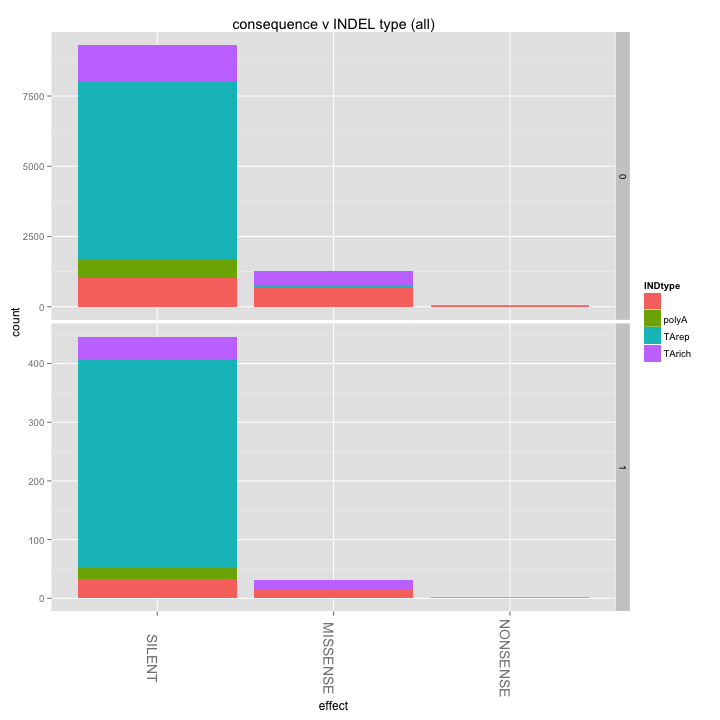 consequence v INDEL type (all)
7500
5000
2500
0
0
count
400
300
200
100
0
1
SILENT
MISSENSE
NONSENSE
effect
INDtype
polyA
TArep
TArich